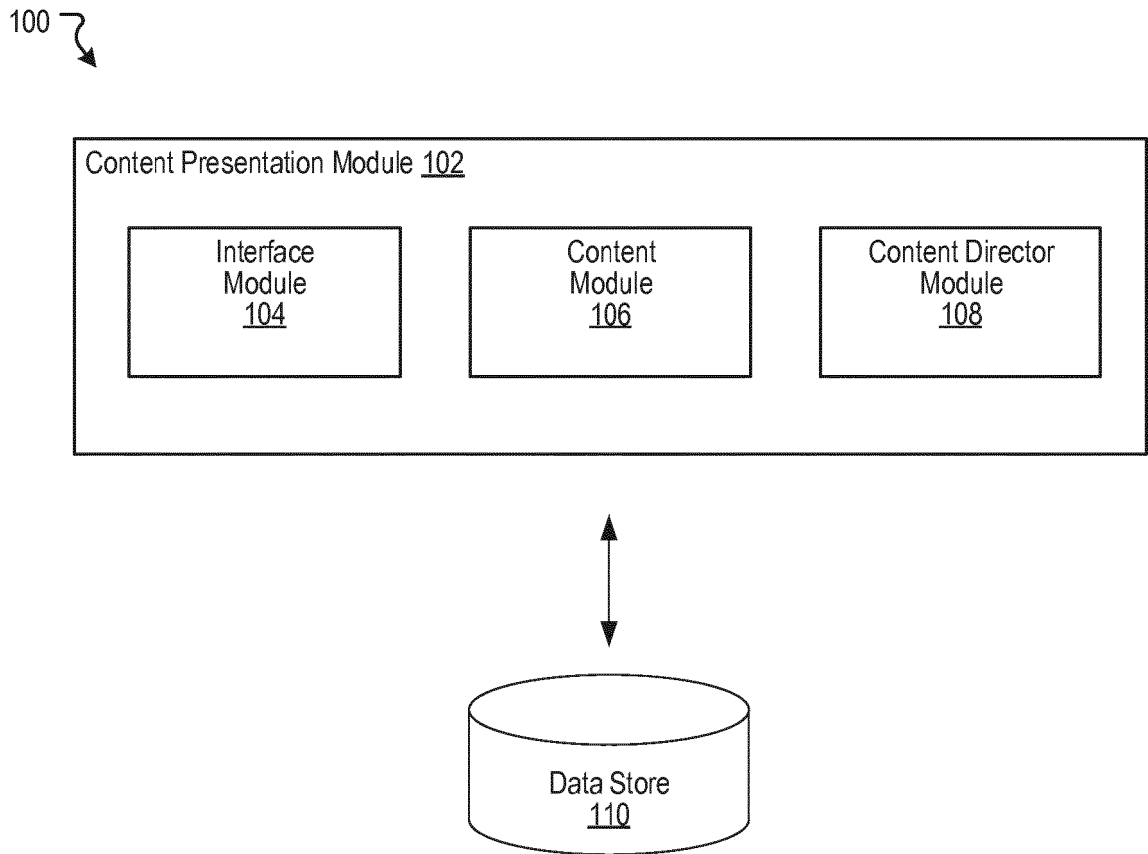 100
Content Presentation Module 102
Interface
Module
104
Content
Module
106
Content Director
Module
108
Data Store
110